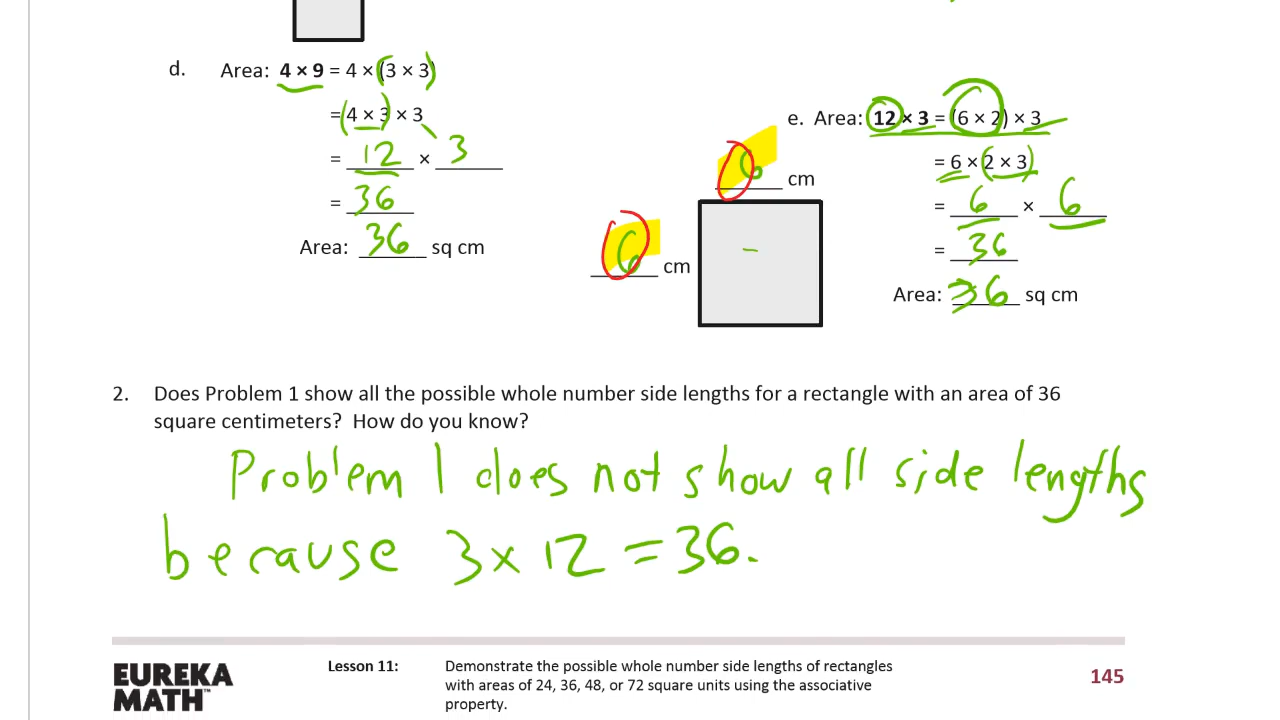 d. Area: 4 × 9 = 4 × (3 × 3)
= (4 × 3) × 3
= 12 × 3
= 36
Area: 36 sq cm
e. Area: 12 × 3 = (6 × 2) × 3
= 6 × (2 × 3)
= 6 × 6
= 36
Area: 36 sq cm
6 cm
6 cm
2. Does Problem 1 show all the possible whole number side lengths for a rectangle with an area of 36
square centimeters? How do you know?
Problem 1 does not show all side lengths
because 3 × 12 = 36.
EUREKA
MATH™
Lesson 11:
Demonstrate the possible whole number side lengths of rectangles
with areas of 24, 36, 48, or 72 square units using the associative
property.
145